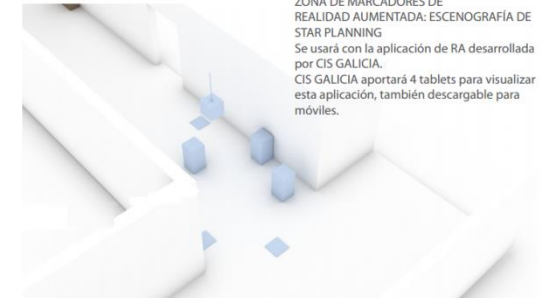 ZONA DE MARCADORES DE
REALIDAD AUMENTADA: ESCENOGRAFÍA DE
STAR PLANNING
Se usará con la aplicación de RA desarrollada
por CIS GALICIA.
CIS GALICIA aportará 4 tablets para visualizar
esta aplicación, también descargable para
móviles.